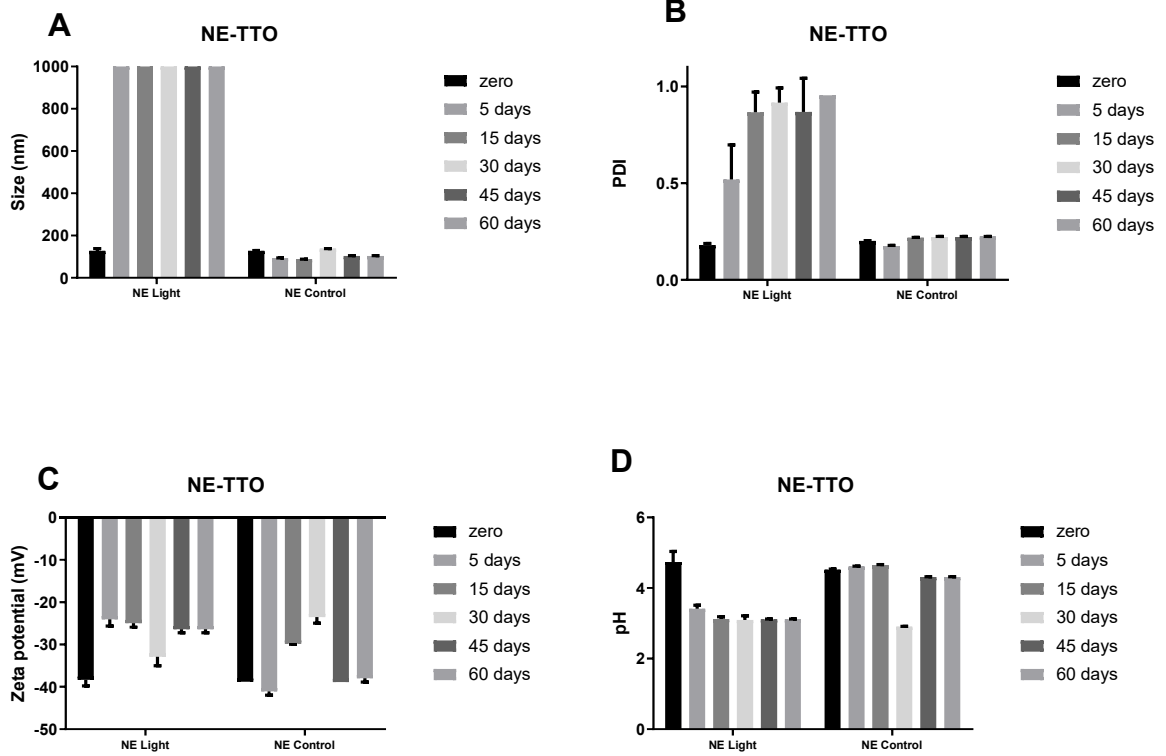 A
NE-TTO
Size (nm)
1000
800
600
400
200
0
NE Light
NE Control
zero
5 days
15 days
30 days
45 days
60 days
B
NE-TTO
PDI
1.0
0.5
0.0
NE Light
NE Control
zero
5 days
15 days
30 days
45 days
60 days
C
NE-TTO
Zeta potential (mV)
0
-10
-20
-30
-40
-50
NE Light
NE Control
zero
5 days
15 days
30 days
45 days
60 days
D
NE-TTO
pH
6
4
2
0
NE Light
NE Control
zero
5 days
15 days
30 days
45 days
60 days